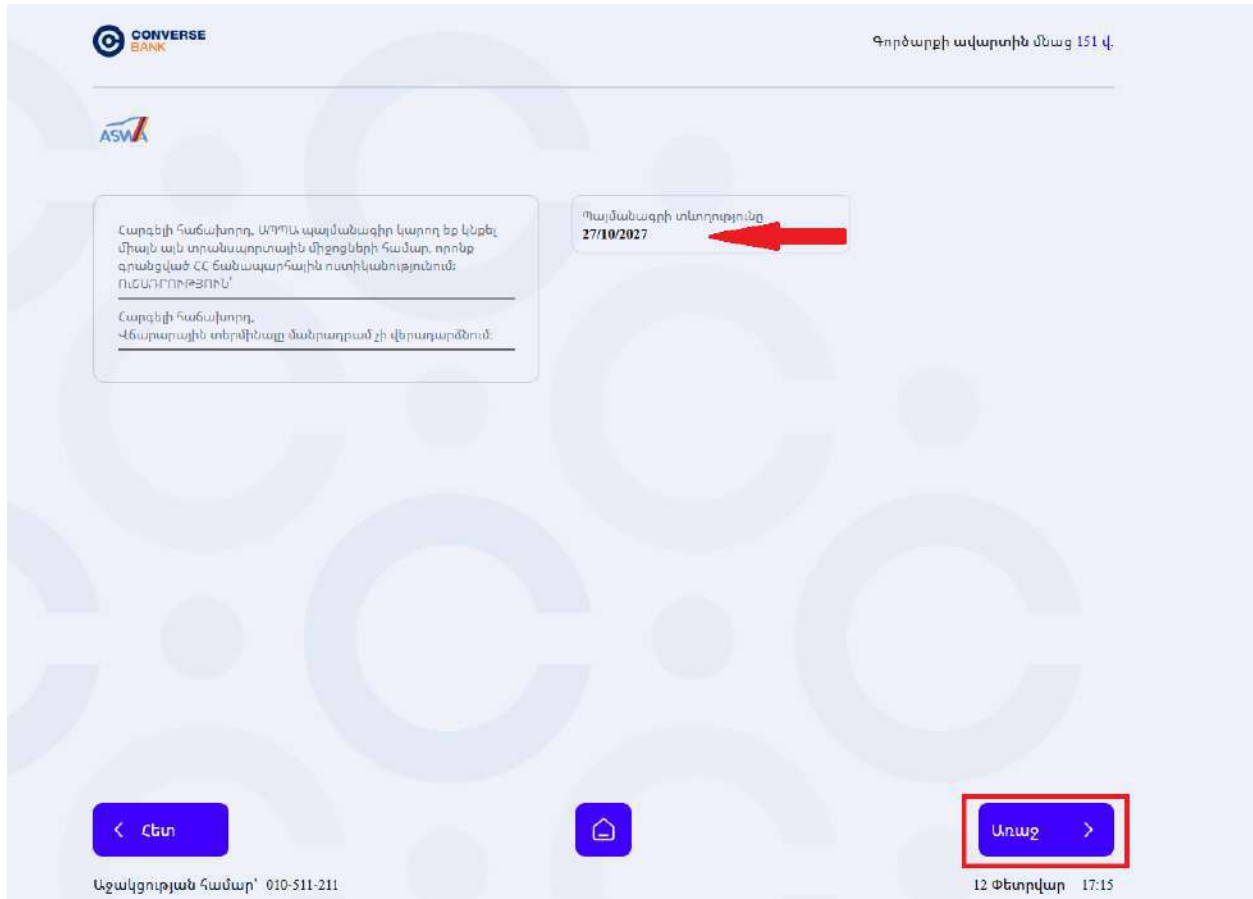 CONVERSE
BANK
Գործարքի ավարտին մնաց 151 վ.
ASWA
Հարգելի հաճախորդ, ԱՊՊԱ պայմանագիր կարող եք կնքել
միայն այն տրանսպորտային միջոցների համար, որոնք
գրանցված ՀՀ ճանապարհային ոստիկանությունում:
ՈւՇԱԴՐՈՒԹՅՈՒՆ՝
Հարգելի հաճախորդ,
Վճարարային տերմինալը մանրադրամ չի վերադարձնում:
Պայմանագրի տևողությունը
27/10/2027
Հետ
Առաջ
Աջակցության համար՝ 010-511-211
12 Փետրվար 17:15